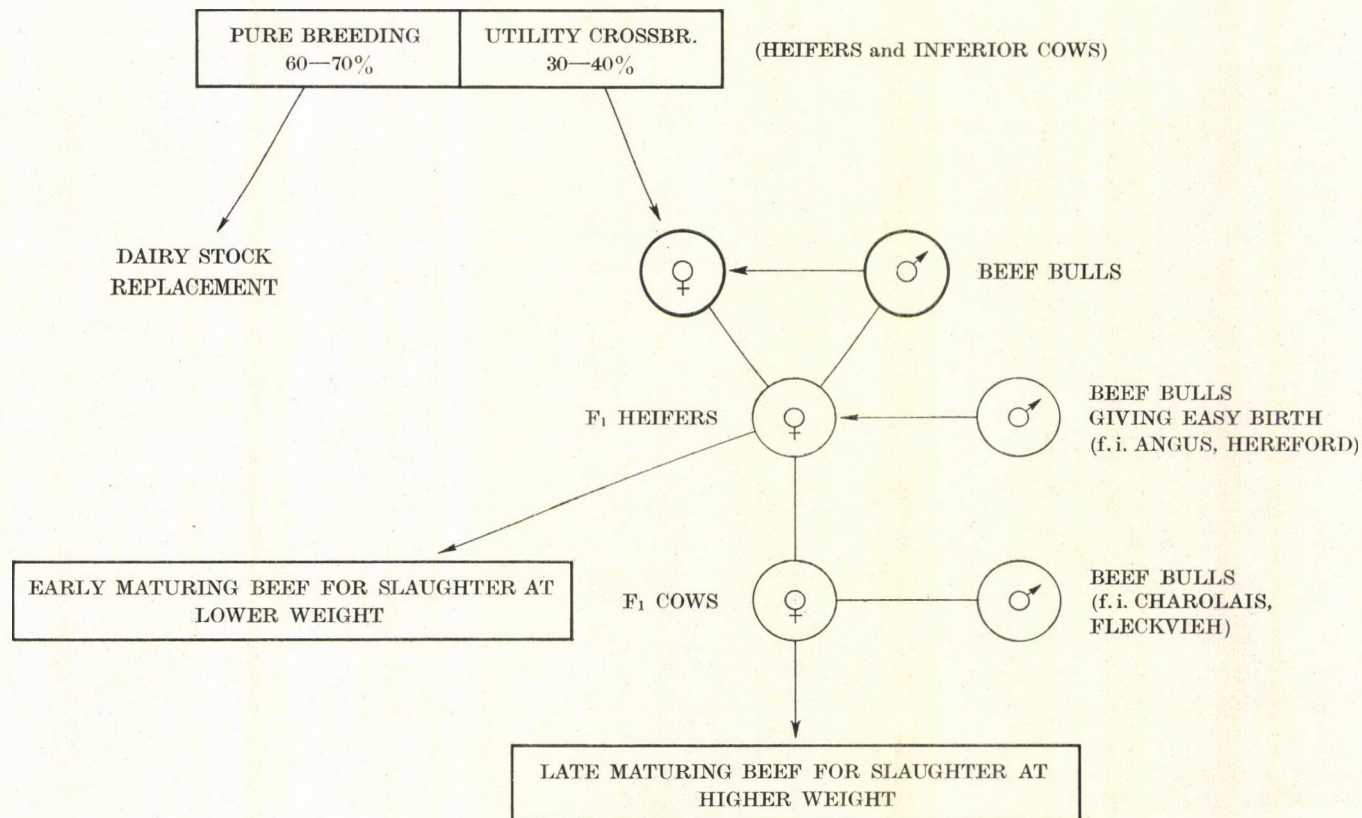 PURE BREEDING
60—70%
UTILITY CROSSBR.
30—40%
(HEIFERS and INFERIOR COWS)
DAIRY STOCK
REPLACEMENT
♀
♂
BEEF BULLS
F₁ HEIFERS
♀
♂
BEEF BULLS
GIVING EASY BIRTH
(f. i. ANGUS, HEREFORD)
EARLY MATURING BEEF FOR SLAUGHTER AT
LOWER WEIGHT
F₁ COWS
♀
♂
BEEF BULLS
(f. i. CHAROLAIS,
FLECKVIEH)
LATE MATURING BEEF FOR SLAUGHTER AT
HIGHER WEIGHT